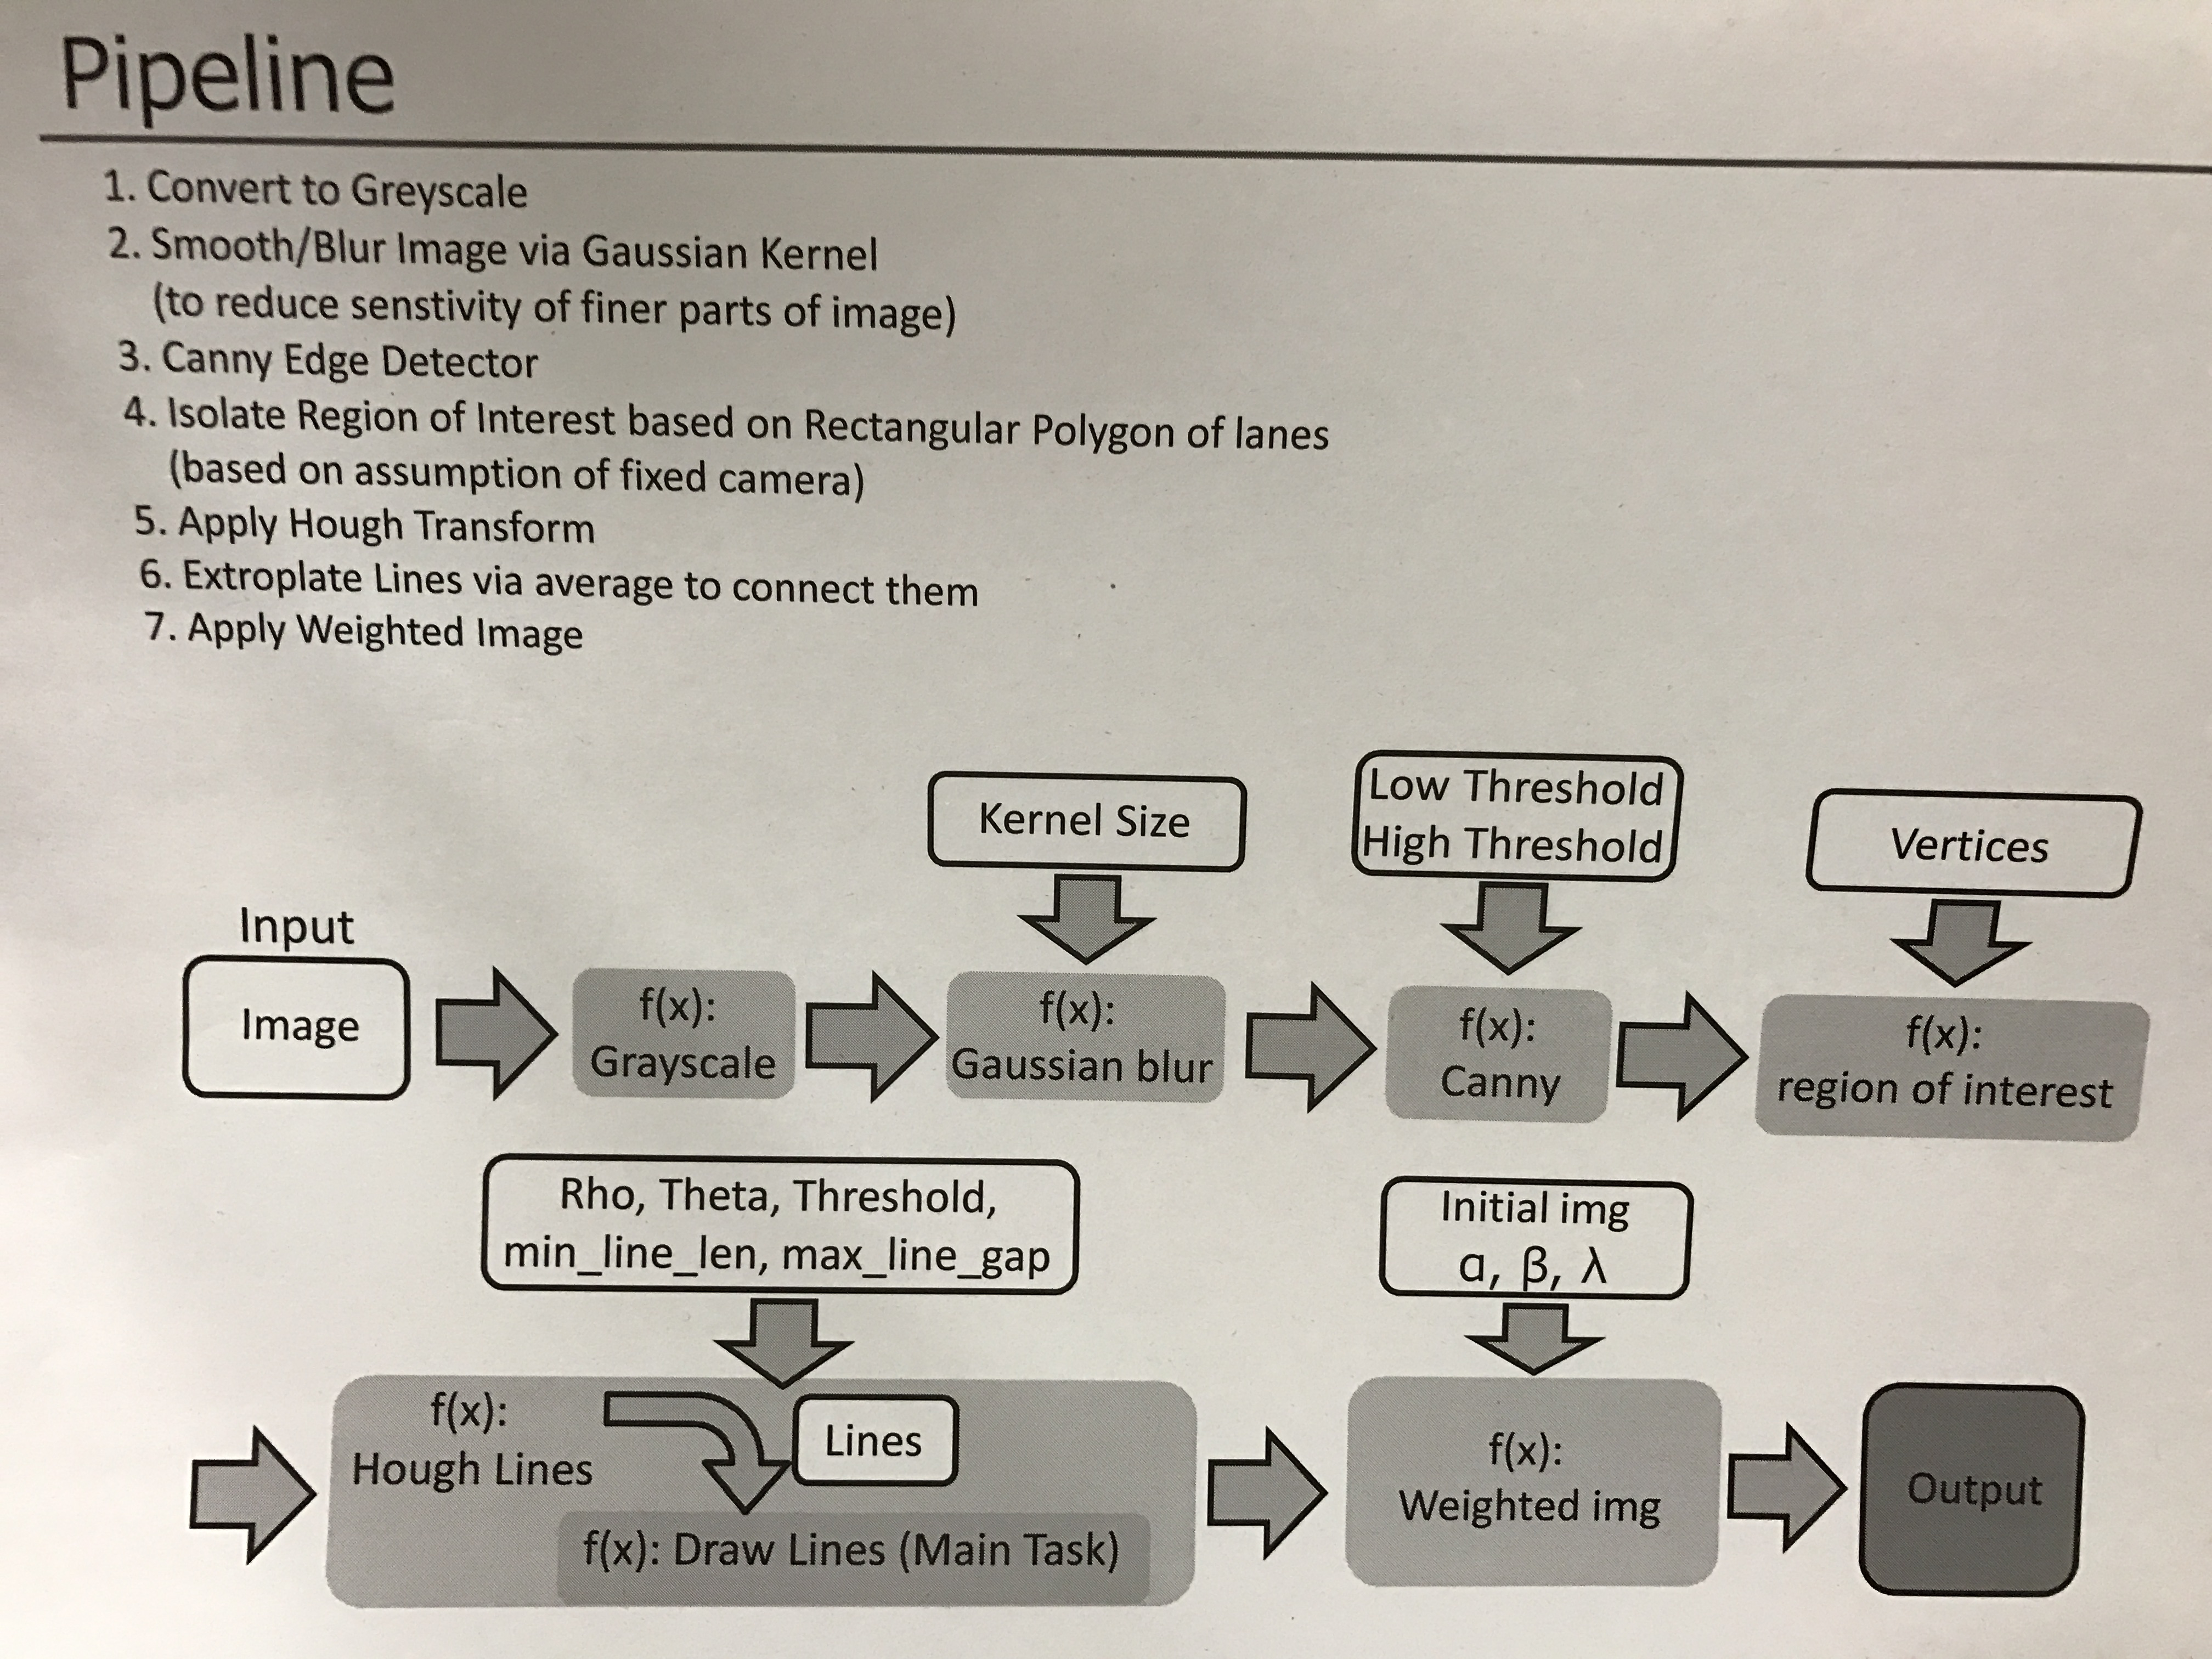 Pipeline
1. Convert to Greyscale
2. Smooth/Blur Image via Gaussian Kernel
(to reduce senstivity of finer parts of image)
3. Canny Edge Detector
4. Isolate Region of Interest based on Rectangular Polygon of lanes
(based on assumption of fixed camera)
5. Apply Hough Transform
6. Extroplate Lines via average to connect them
7. Apply Weighted Image
Kernel Size
Low Threshold
High Threshold
Vertices
Input
Image
f(x):
Grayscale
f(x):
Gaussian blur
f(x):
Canny
f(x):
region of interest
Rho, Theta, Threshold,
min_line_len, max_line_gap
Initial img
α, β, λ
f(x):
Hough Lines
Lines
f(x): Draw Lines (Main Task)
f(x):
Weighted img
Output